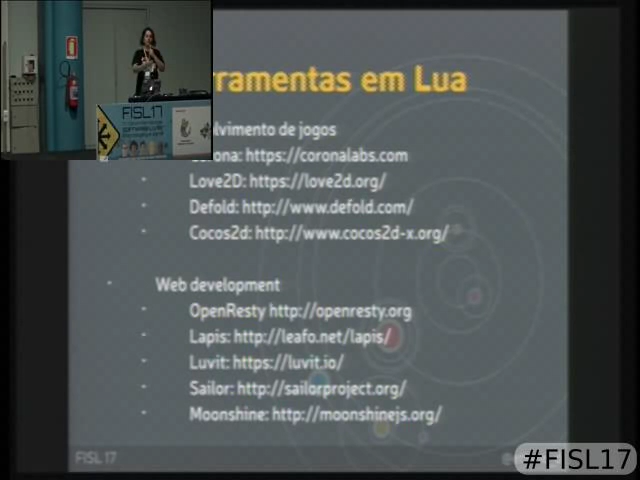 rramentas em Lua
olvimento de jogos
ona: https://coronalabs.com
Love2D: https://love2d.org/
Defold: http://www.defold.com/
Cocos2d: http://www.cocos2d-x.org/
Web development
OpenResty http://openresty.org
Lapis: http://leafo.net/lapis/
Luvit: https://luvit.io/
Sailor: http://sailorproject.org/
Moonshine: http://moonshinejs.org/
FISL 17
FISL17
#FISL17